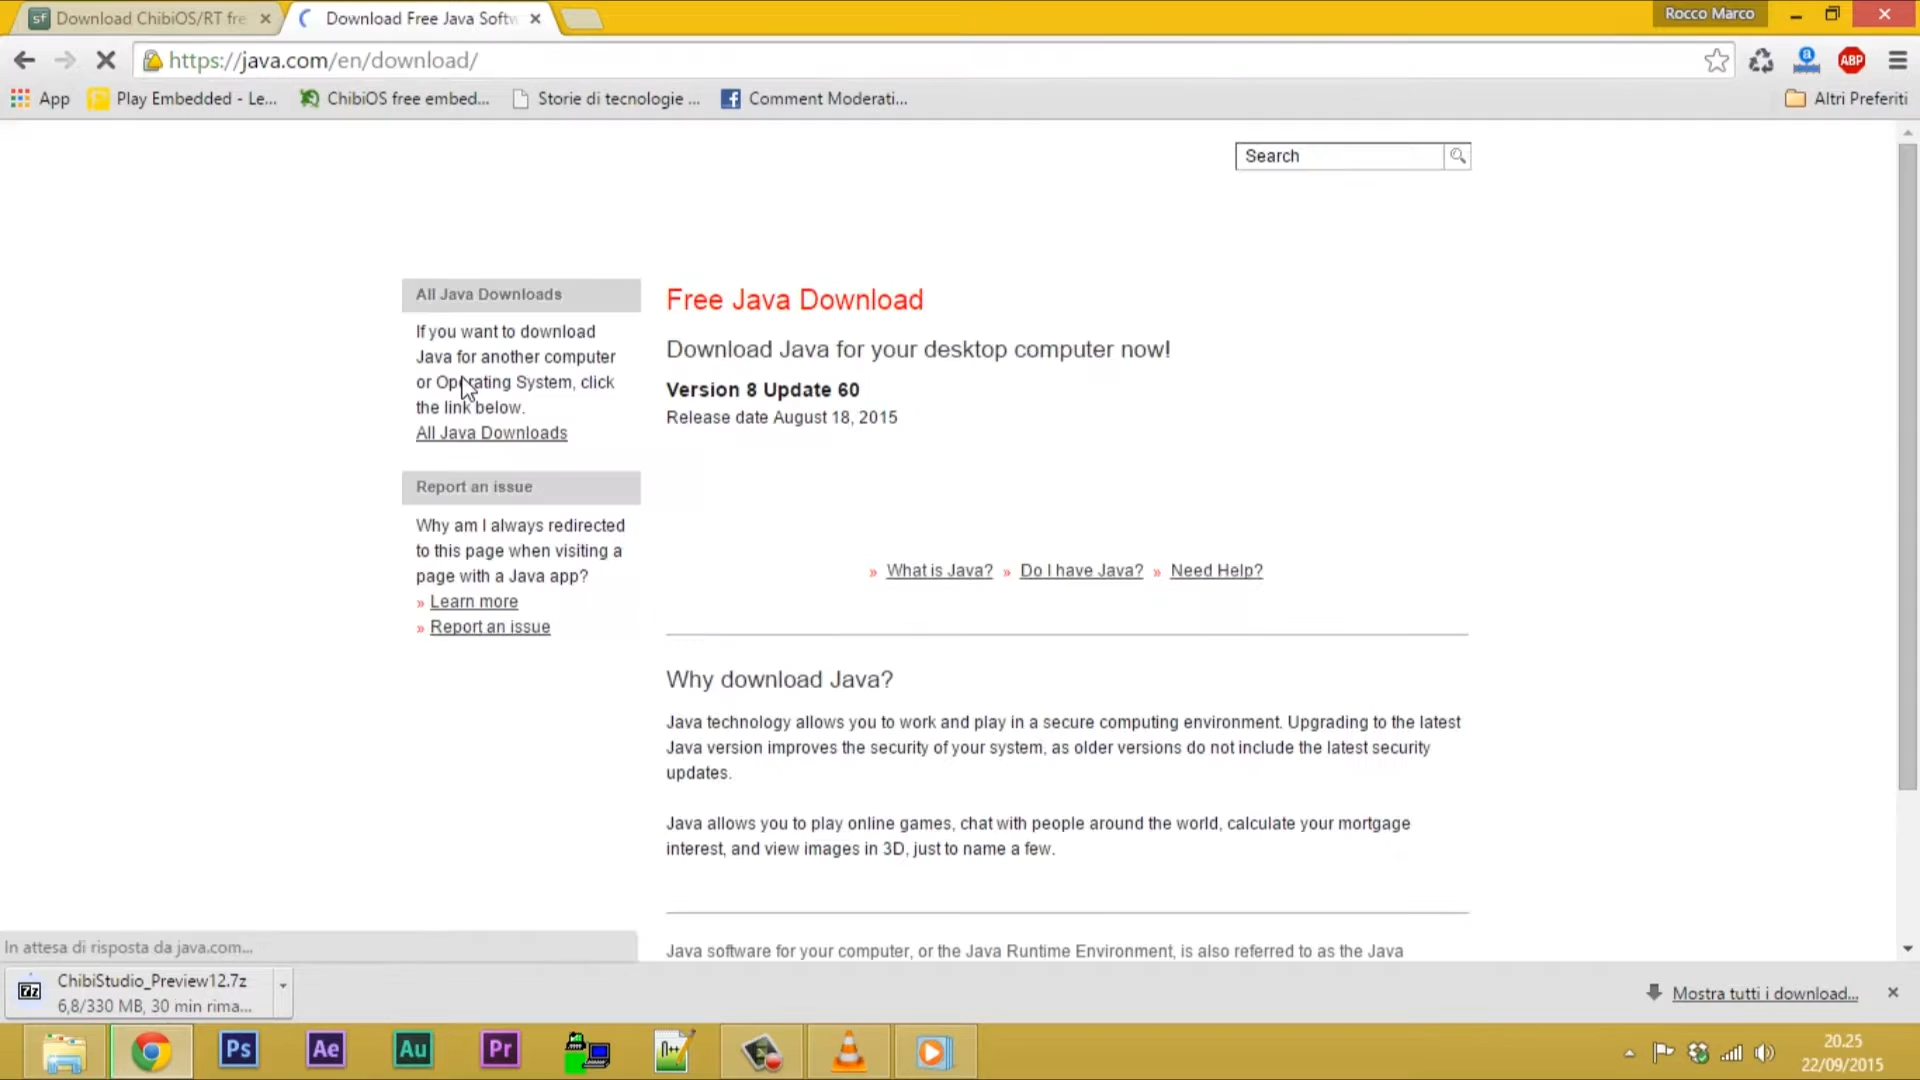 Download ChibiOS/RT fre
Download Free Java Softw
Rocco Marco
https://java.com/en/download/
ABP
App
Play Embedded - Le...
ChibiOS free embed...
Storie di tecnologie ...
Comment Moderati...
Altri Preferiti
Search
All Java Downloads
If you want to download
Java for another computer
or Operating System, click
the link below.
All Java Downloads
Report an issue
Why am I always redirected
to this page when visiting a
page with a Java app?
» Learn more
» Report an issue
Free Java Download
Download Java for your desktop computer now!
Version 8 Update 60
Release date August 18, 2015
» What is Java? » Do I have Java? » Need Help?
Why download Java?
Java technology allows you to work and play in a secure computing environment. Upgrading to the latest
Java version improves the security of your system, as older versions do not include the latest security
updates.
Java allows you to play online games, chat with people around the world, calculate your mortgage
interest, and view images in 3D, just to name a few.
Java software for your computer, or the Java Runtime Environment, is also referred to as the Java
In attesa di risposta da java.com...
ChibiStudio_Preview12.7z
6,8/330 MB, 30 min rima...
Mostra tutti i download...
Ps
Ae
Au
Pr
20.25
22/09/2015